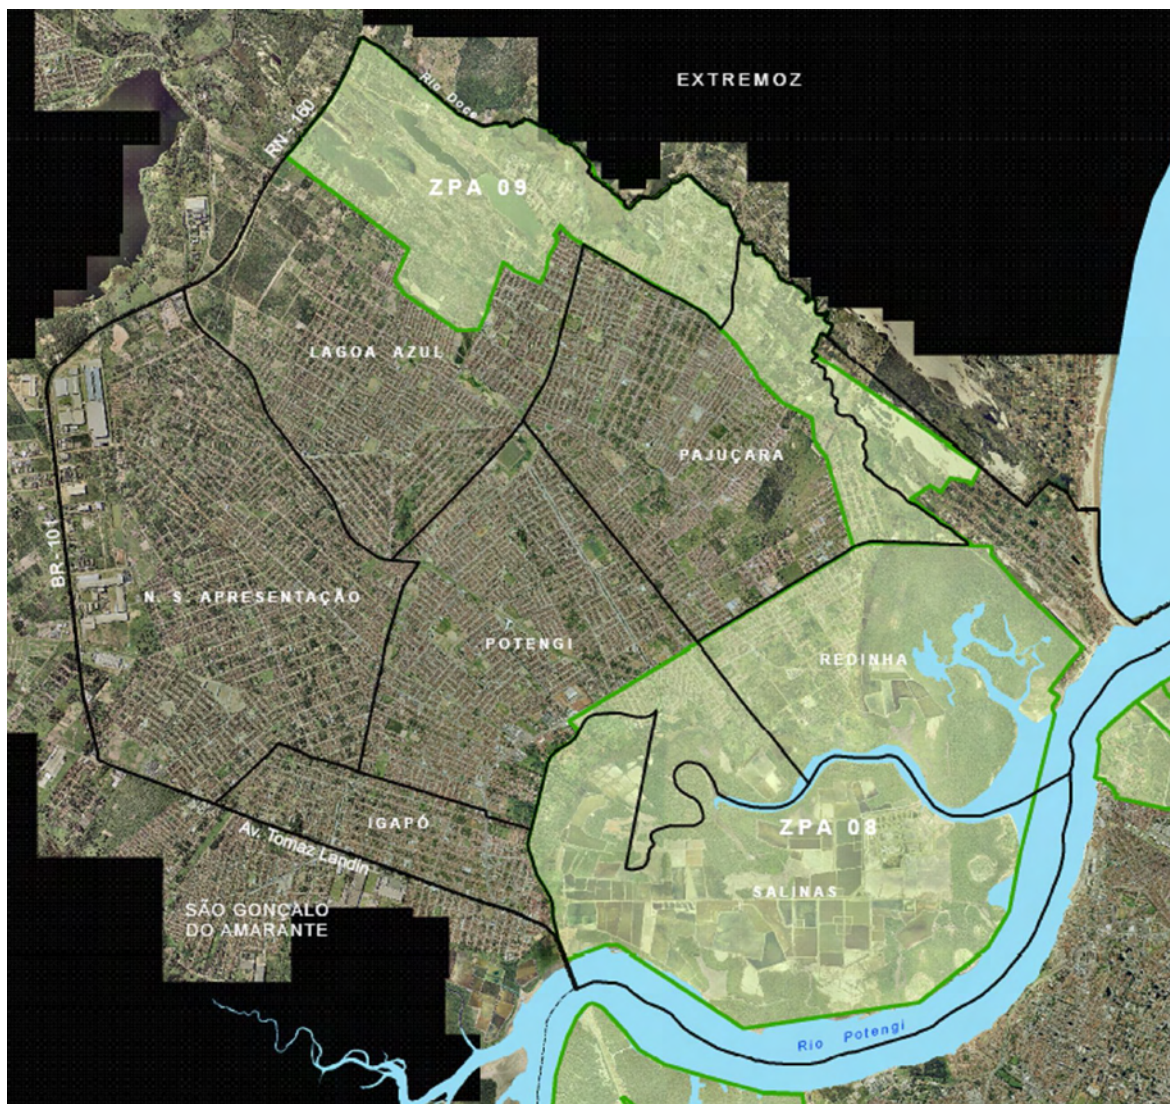 EXTREMOZ
Rio Doce
RN - 160
ZPA 09
LAGOA AZUL
PAJUÇARA
BR- 101
N. S. APRESENTAÇÃO
POTENGI
REDINHA
IGAPÓ
ZPA 08
Av. Tomaz Landin
SALINAS
SÃO GONÇALO
DO AMARANTE
Rio Potengi